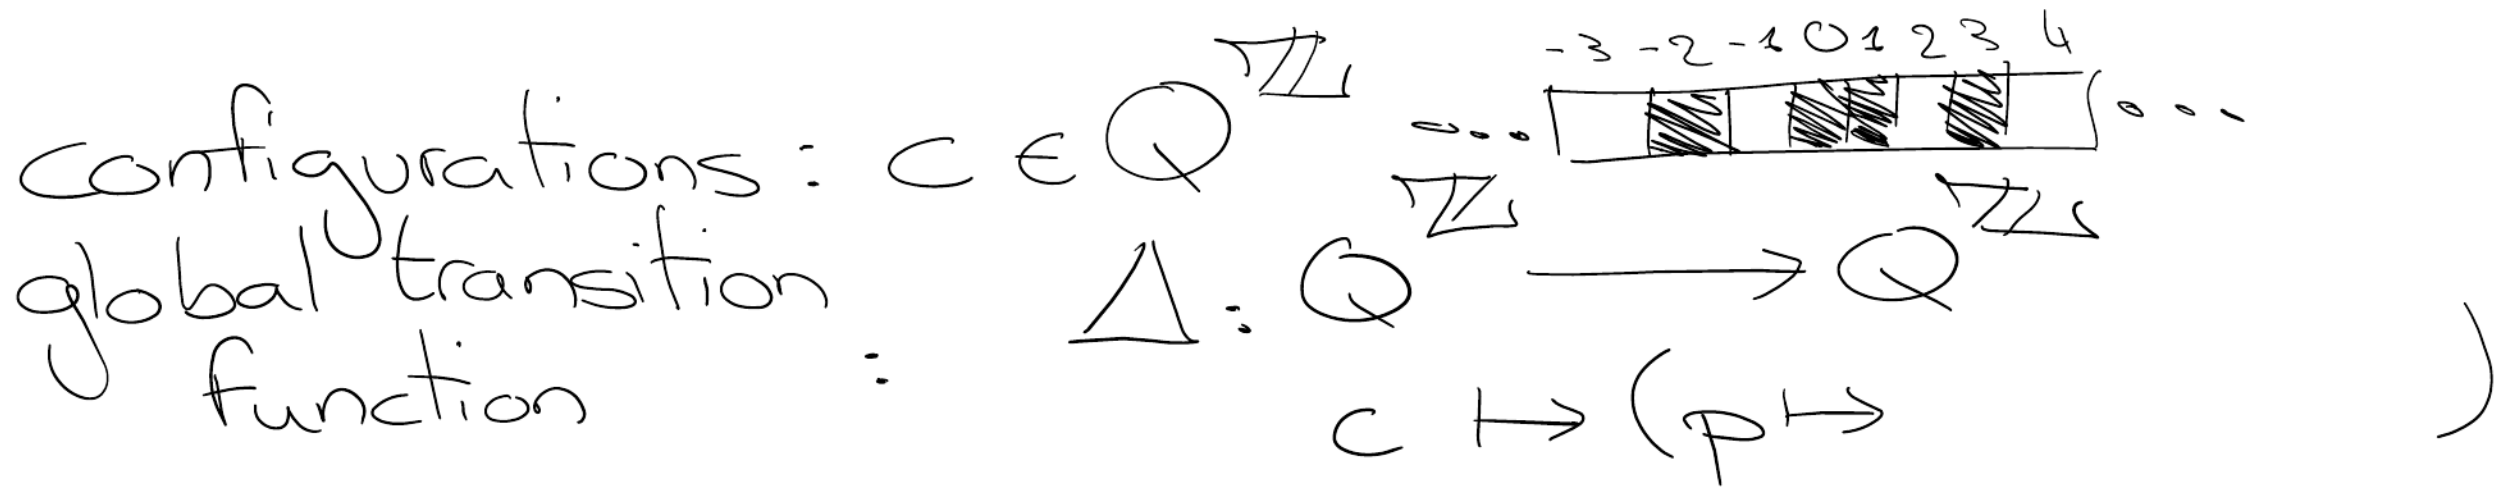 -3 -2 -1 0 1 2 3 4
configurations : c ∈ Q^ℤ ... ...
global transition function : Δ : Q^ℤ → Q^ℤ
c ↦ (p ↦ )